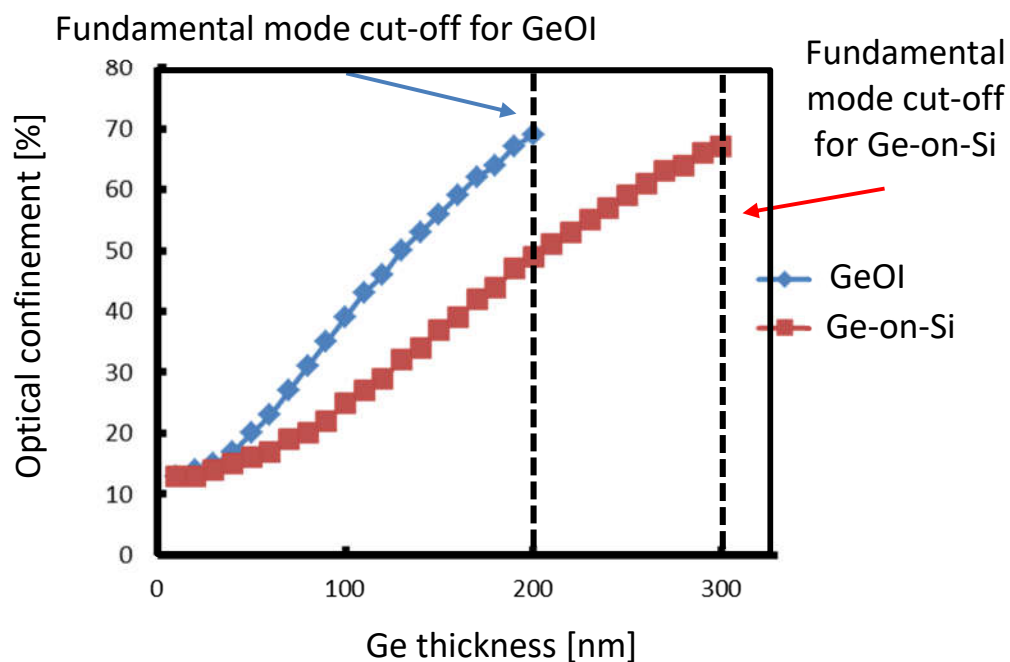 Fundamental mode cut-off for GeOI
Fundamental
mode cut-off
for Ge-on-Si
80
70
60
50
40
30
20
10
0
Optical confinement [%]
0
100
200
300
Ge thickness [nm]
GeOI
Ge-on-Si